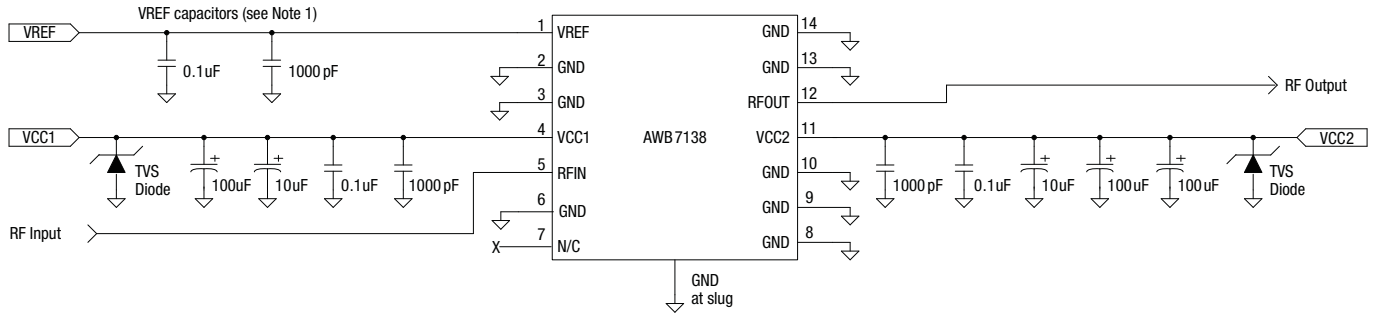 VREF capacitors (see Note 1)
VREF
0.1uF
1000 pF
1 VREF
2 GND
3 GND
VCC1
TVS
Diode
100uF
+
10uF
+
0.1uF
1000 pF
4 VCC1
5 RFIN
6 GND
7 N/C
X
RF Input
AWB7138
GND 14
GND 13
RFOUT 12
RF Output
VCC2 11
GND 10
GND 9
GND 8
1000 pF
0.1uF
+
10uF
+
100uF
+
100uF
TVS
Diode
VCC2
GND
at slug